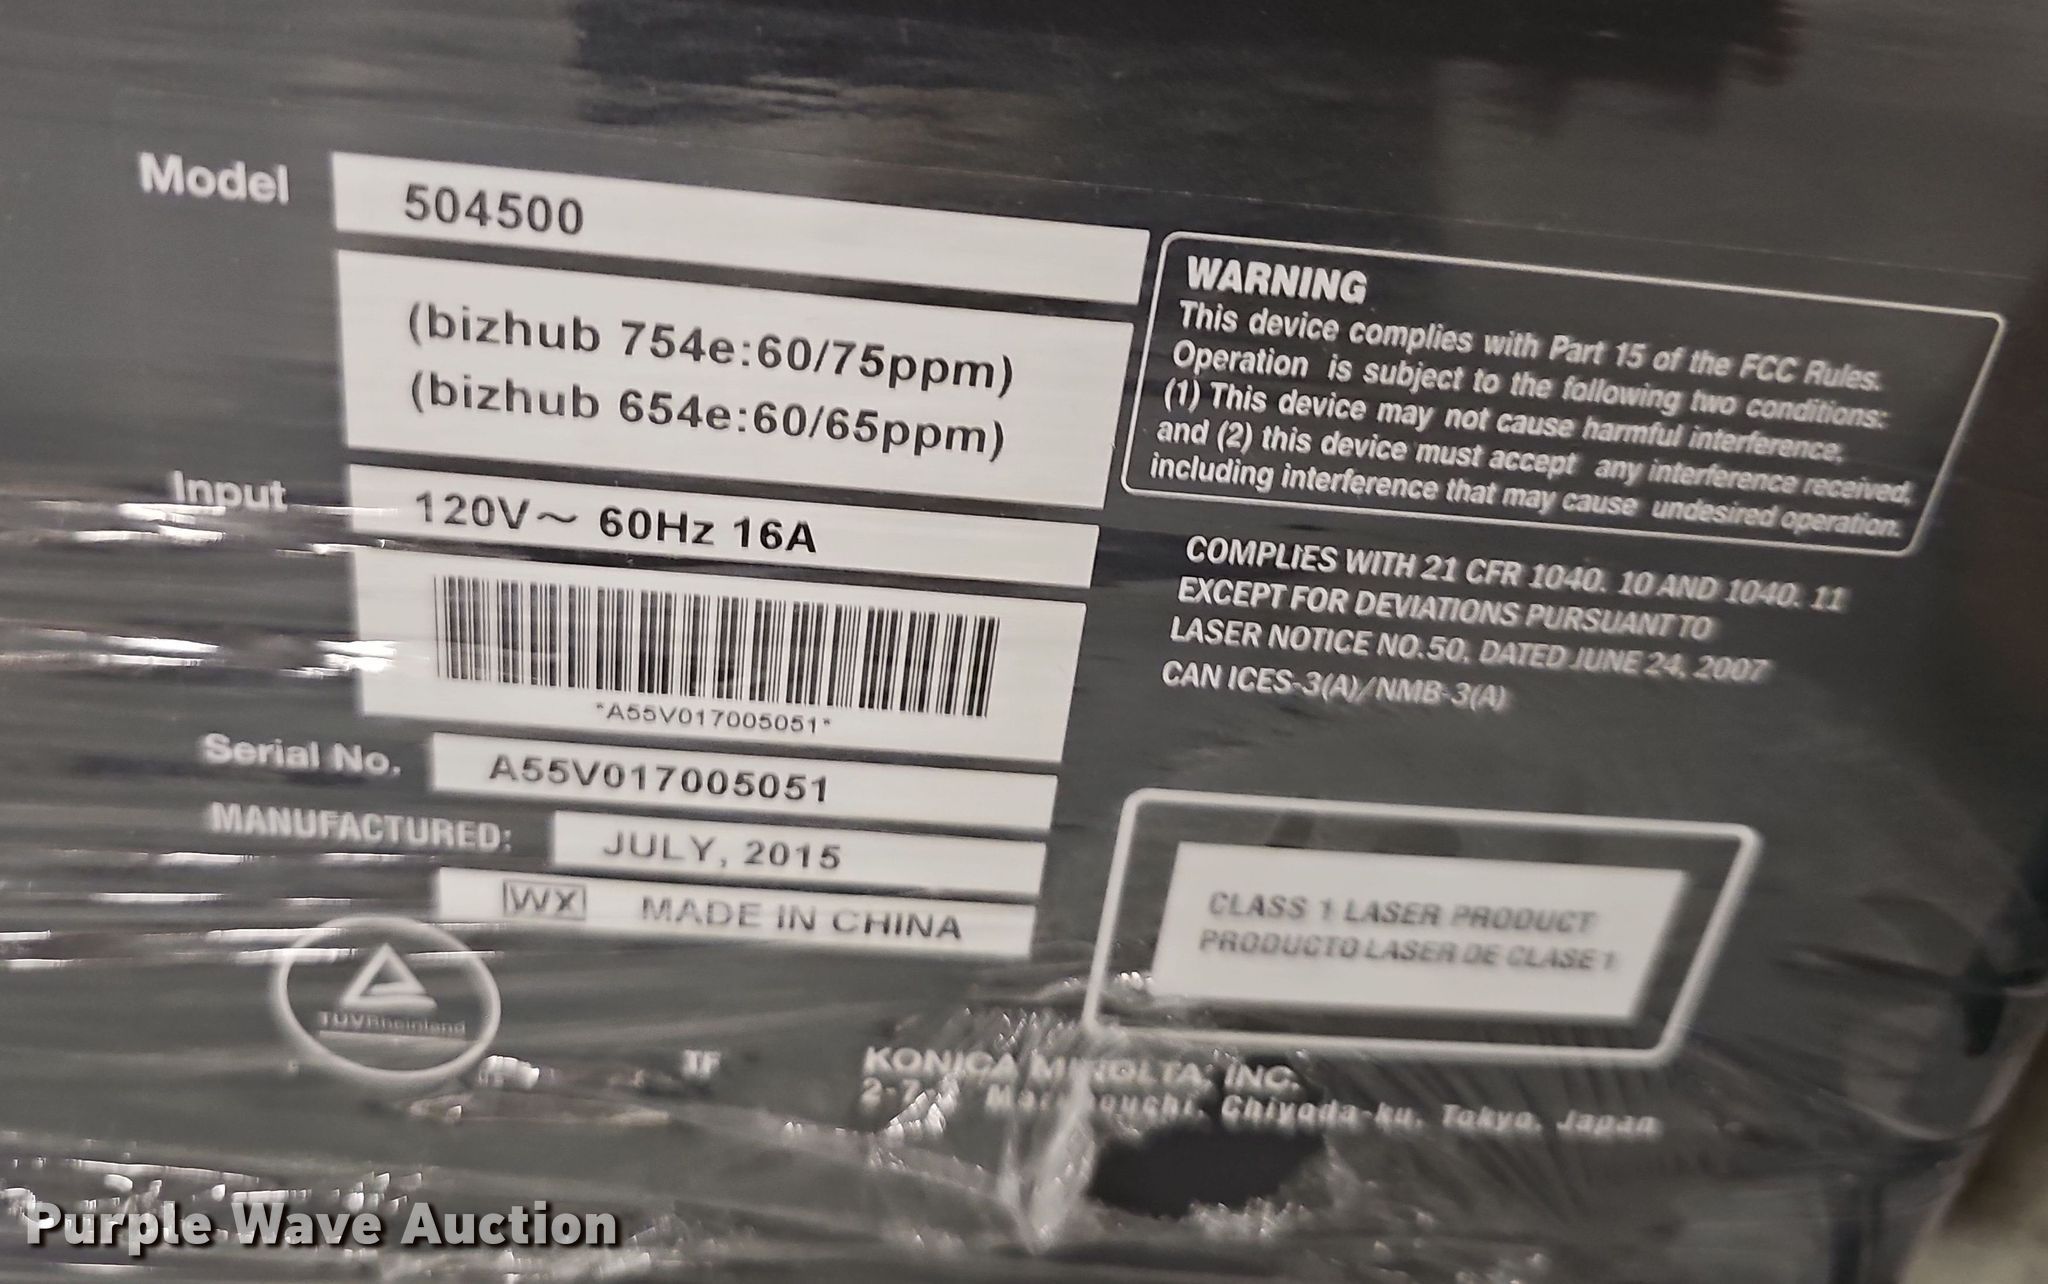 Model 504500
(bizhub 754e:60/75ppm)
(bizhub 654e:60/65ppm)
Input 120V~ 60Hz 16A
*A55V017005051*
Serial No. A55V017005051
MANUFACTURED: JULY, 2015
WX MADE IN CHINA
TÜVRheinland
TF
WARNING
This device complies with Part 15 of the FCC Rules.
Operation is subject to the following two conditions:
(1) This device may not cause harmful interference,
and (2) this device must accept any interference received,
including interference that may cause undesired operation.
COMPLIES WITH 21 CFR 1040. 10 AND 1040. 11
EXCEPT FOR DEVIATIONS PURSUANT TO
LASER NOTICE NO.50, DATED JUNE 24, 2007
CAN ICES-3(A)/NMB-3(A)
CLASS 1 LASER PRODUCT
PRODUCTO LASER DE CLASE 1
KONICA MINOLTA, INC.
Chiyoda-ku, Tokyo, Japan
Purple Wave Auction